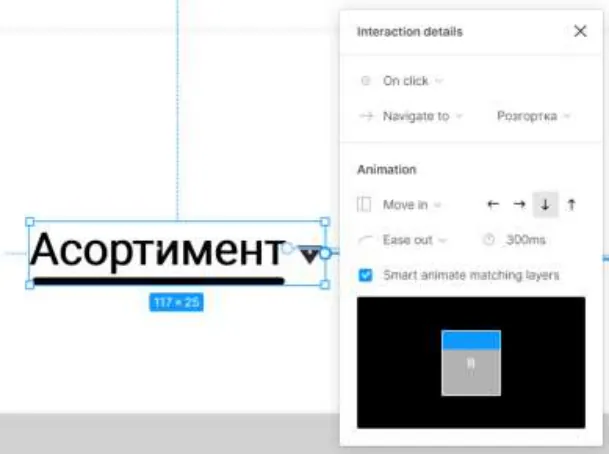 Interaction details
On click
Navigate to Розгортка
Animation
Move in
Асортимент
Ease out 300ms
Smart animate matching layers
117 × 25